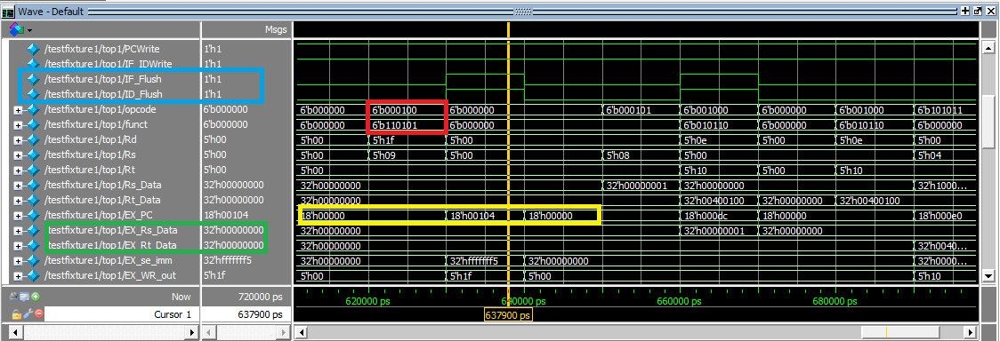 Wave - Default
Msgs
/testfixture1/top1/PCWrite 1'h1
/testfixture1/top1/IF_IDWrite 1'h1
/testfixture1/top1/IF_Flush 1'h1
/testfixture1/top1/ID_Flush 1'h1
/testfixture1/top1/opcode 6'b000000 6'b000000 6'b000100 6'b000000 6'b000101 6'b001000 6'b000000 6'b001000 6'b101011
/testfixture1/top1/funct 6'b000000 6'b000000 6'b110101 6'b000000 6'b010110 6'b000000 6'b010110 6'b000000
/testfixture1/top1/Rd 5'h00 5'h00 5'h1f 5'h00 5'h0e 5'h00 5'h0e 5'h00
/testfixture1/top1/Rs 5'h00 5'h00 5'h09 5'h00 5'h08 5'h00 5'h04
/testfixture1/top1/Rt 5'h00 5'h00 5'h10 5'h00 5'h10
/testfixture1/top1/Rs_Data 32'h00000000 32'h00000000 32'h00000001 32'h00000000 32'h1000...
/testfixture1/top1/Rt_Data 32'h00000000 32'h00000000 32'h00400100 32'h00000000 32'h00400100
/testfixture1/top1/EX_PC 18'h00104 18'h00000 18'h00104 18'h00000 18'h000dc 18'h00000 18'h000e0
/testfixture1/top1/EX_Rs_Data 32'h00000000 32'h00000000 32'h00000001 32'h00000000
/testfixture1/top1/EX_Rt_Data 32'h00000000 32'h00000000 32'h0040...
/testfixture1/top1/EX_se_imm 32'hfffffff5 32'h00000000 32'hfffffff5 32'h00000000 32'h0000...
/testfixture1/top1/EX_WR_out 5'h1f 5'h00 5'h1f 5'h00 5'h10
Now 720000 ps 620000 ps 660000 ps 680000 ps
Cursor 1 637900 ps 637900 ps